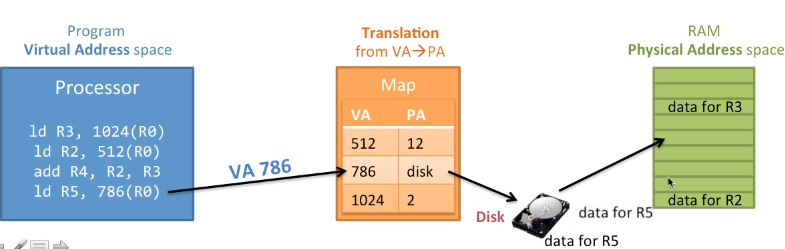 Program
Virtual Address space
Translation
from VA→PA
RAM
Physical Address space
Processor
ld R3, 1024(R0)
ld R2, 512(R0)
add R4, R2, R3
ld R5, 786(R0)
VA 786
Map
VA PA
512 12
786 disk
1024 2
Disk
data for R5
data for R5
data for R3
data for R2